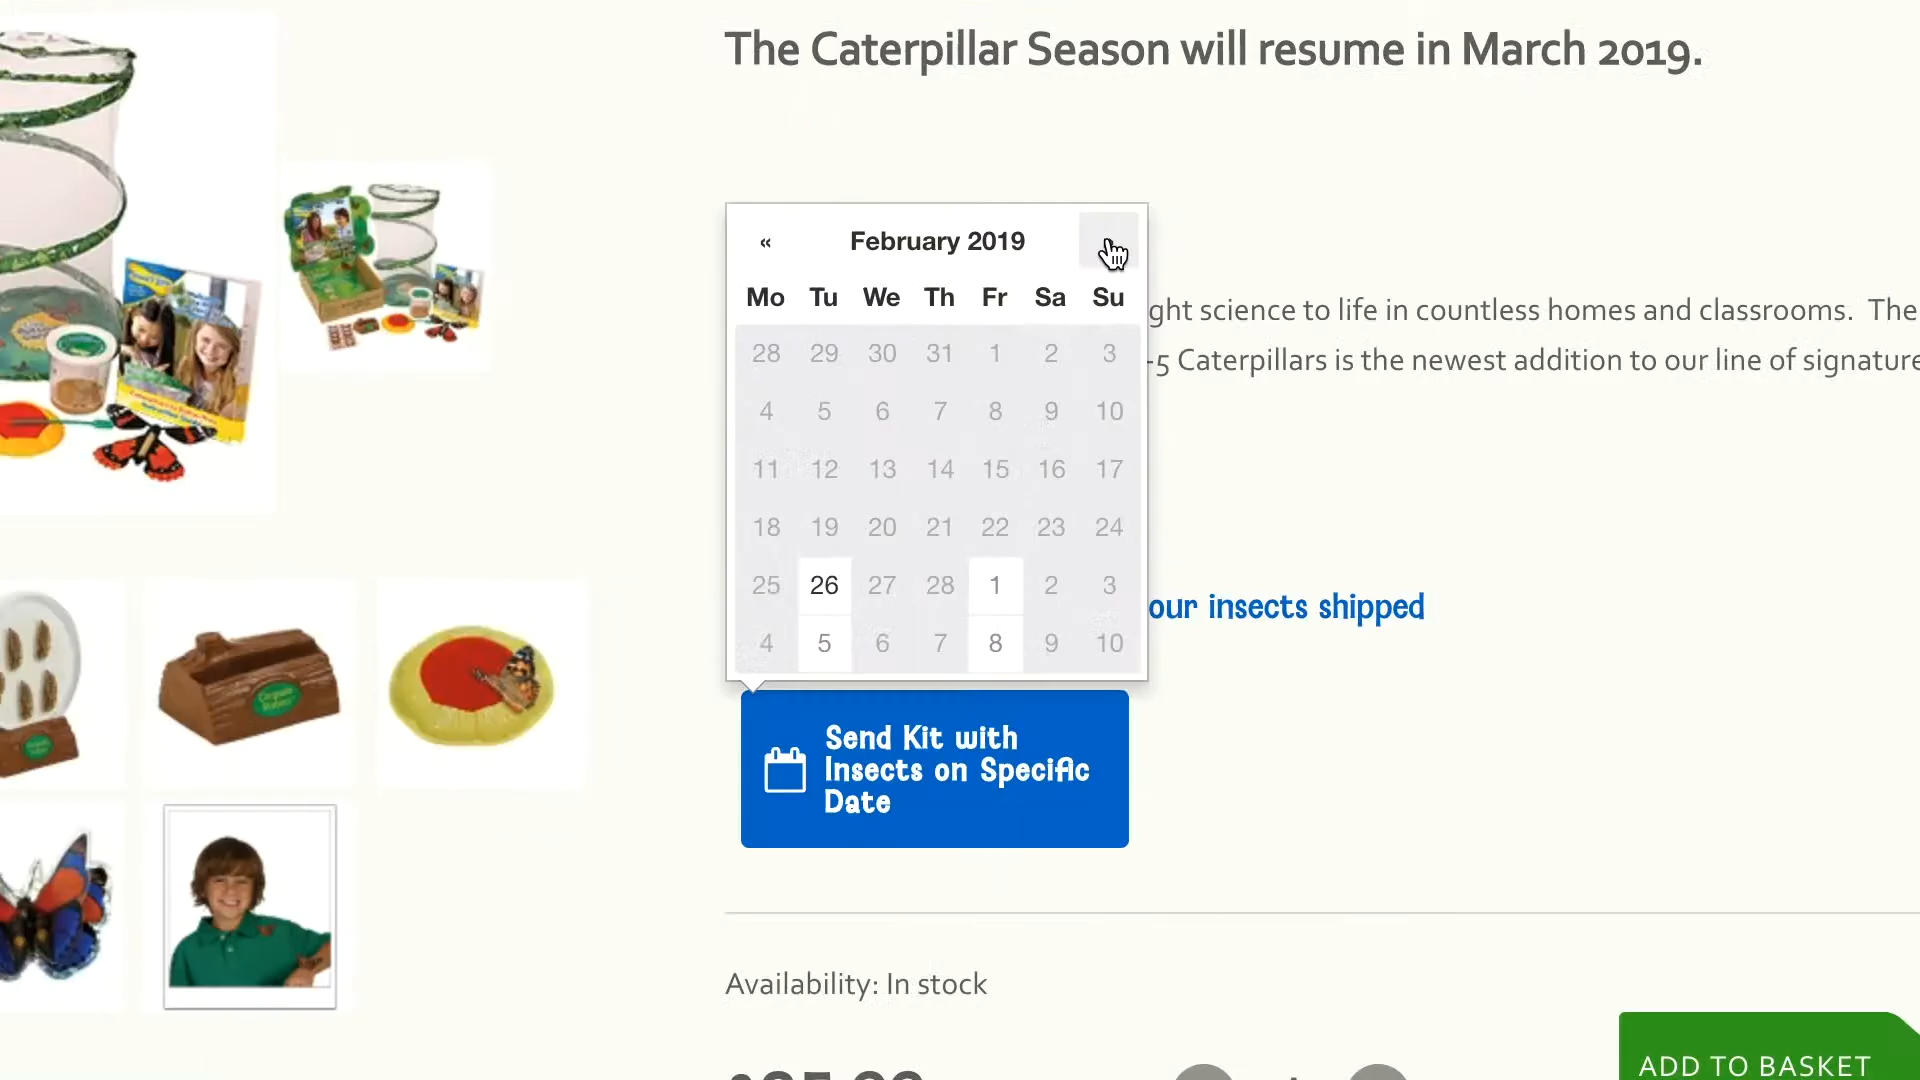 The Caterpillar Season will resume in March 2019.
« February 2019
Mo Tu We Th Fr Sa Su
28 29 30 31 1 2 3
4 5 6 7 8 9 10
11 12 13 14 15 16 17
18 19 20 21 22 23 24
25 26 27 28 1 2 3
4 5 6 7 8 9 10
ght science to life in countless homes and classrooms. The
-5 Caterpillars is the newest addition to our line of signature
our insects shipped
Send Kit with
Insects on Specific
Date
Availability: In stock
ADD TO BASKET